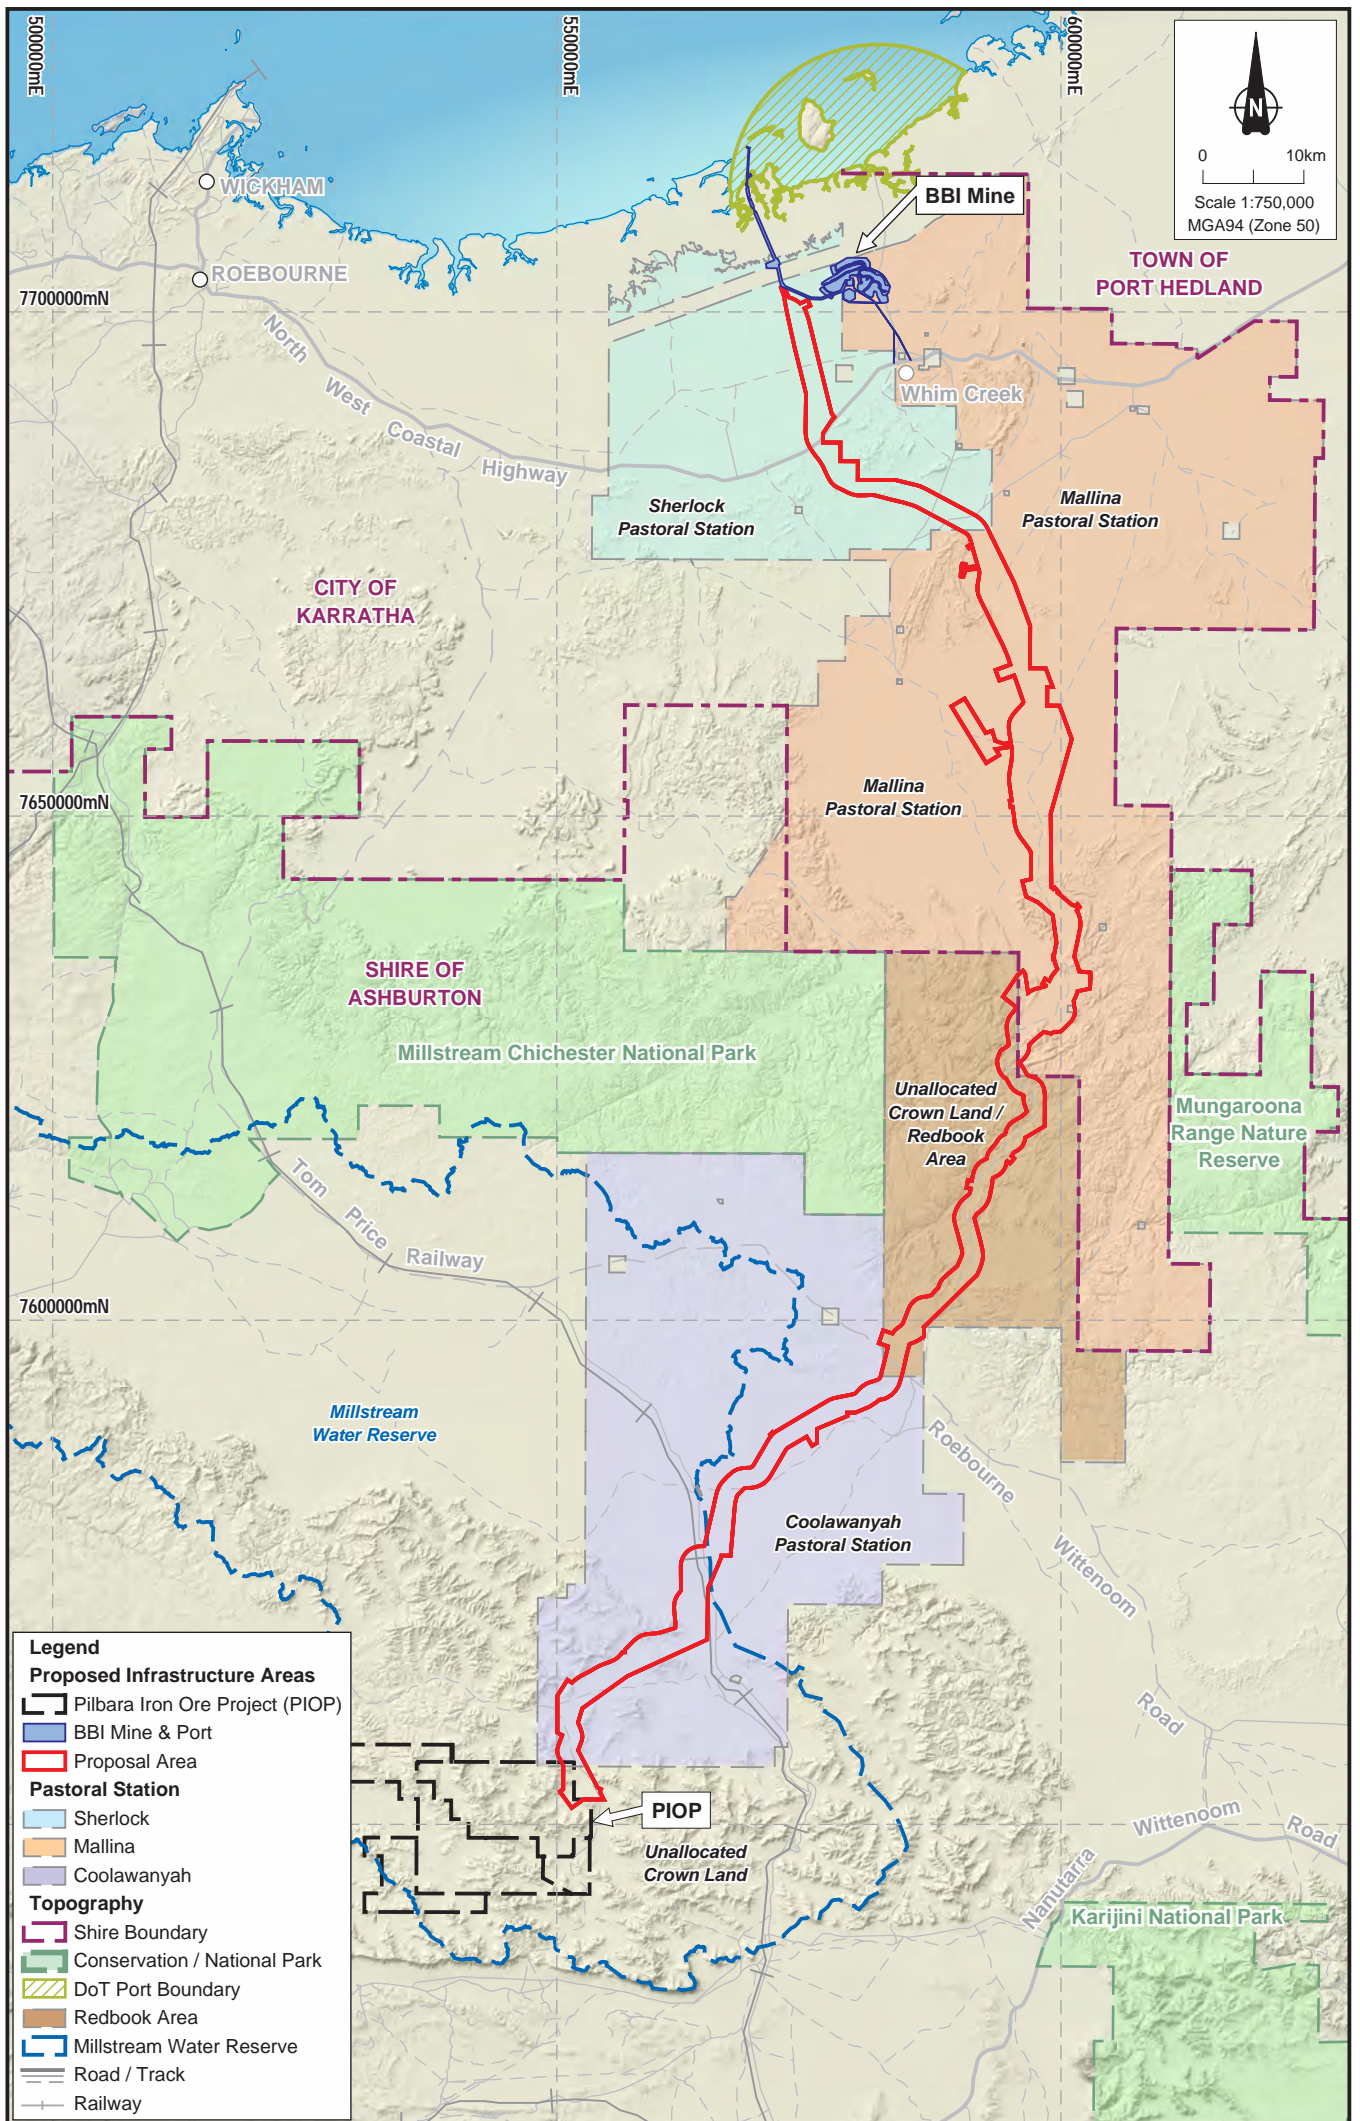 500000mE
550000mE
600000mE
N
0 10km
Scale 1:750,000
MGA94 (Zone 50)
WICKHAM
BBI Mine
ROEBOURNE
TOWN OF
PORT HEDLAND
7700000mN
North
West
Coastal
Highway
Whim Creek
Sherlock
Pastoral Station
Mallina
Pastoral Station
CITY OF
KARRATHA
Mallina
Pastoral Station
7650000mN
SHIRE OF
ASHBURTON
Millstream Chichester National Park
Unallocated
Crown Land /
Redbook
Area
Mungaroona
Range Nature
Reserve
Tom
Price
Railway
7600000mN
Millstream
Water Reserve
Roebourne
Wittenoom
Road
Coolawanyah
Pastoral Station
PIOP
Unallocated
Crown Land
Nanutarra
Wittenoom
Road
Karijini National Park
Legend
Proposed Infrastructure Areas
Pilbara Iron Ore Project (PIOP)
BBI Mine & Port
Proposal Area
Pastoral Station
Sherlock
Mallina
Coolawanyah
Topography
Shire Boundary
Conservation / National Park
DoT Port Boundary
Redbook Area
Millstream Water Reserve
Road / Track
Railway